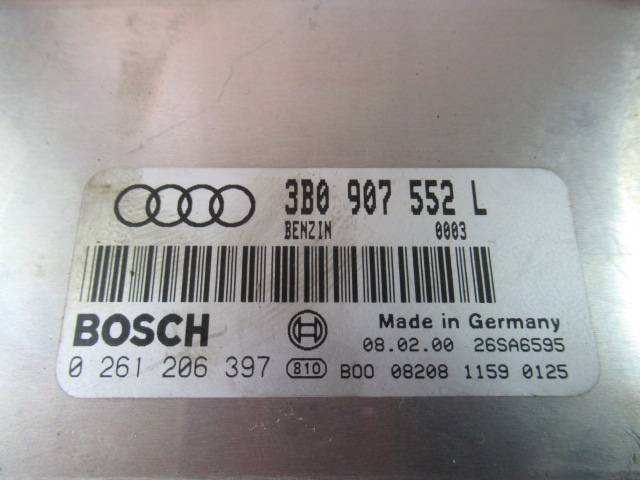 3B0 907 552 L
BENZIN 0003
BOSCH
Made in Germany
08.02.00 26SA6595
0 261 206 397 810 B00 08208 1159 0125